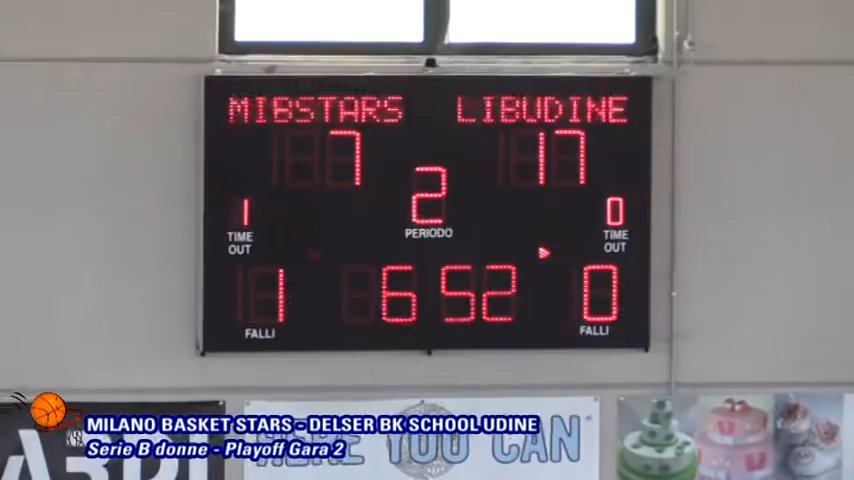 MIBSTARS LIBUDINE
7 17
2
PERIODO
1 0
TIME OUT TIME OUT
1 6 52 0
FALLI FALLI
MILANO BASKET STARS - DELSER BK SCHOOL UDINE
Serie B donne - Playoff Gara 2
YOU CAN